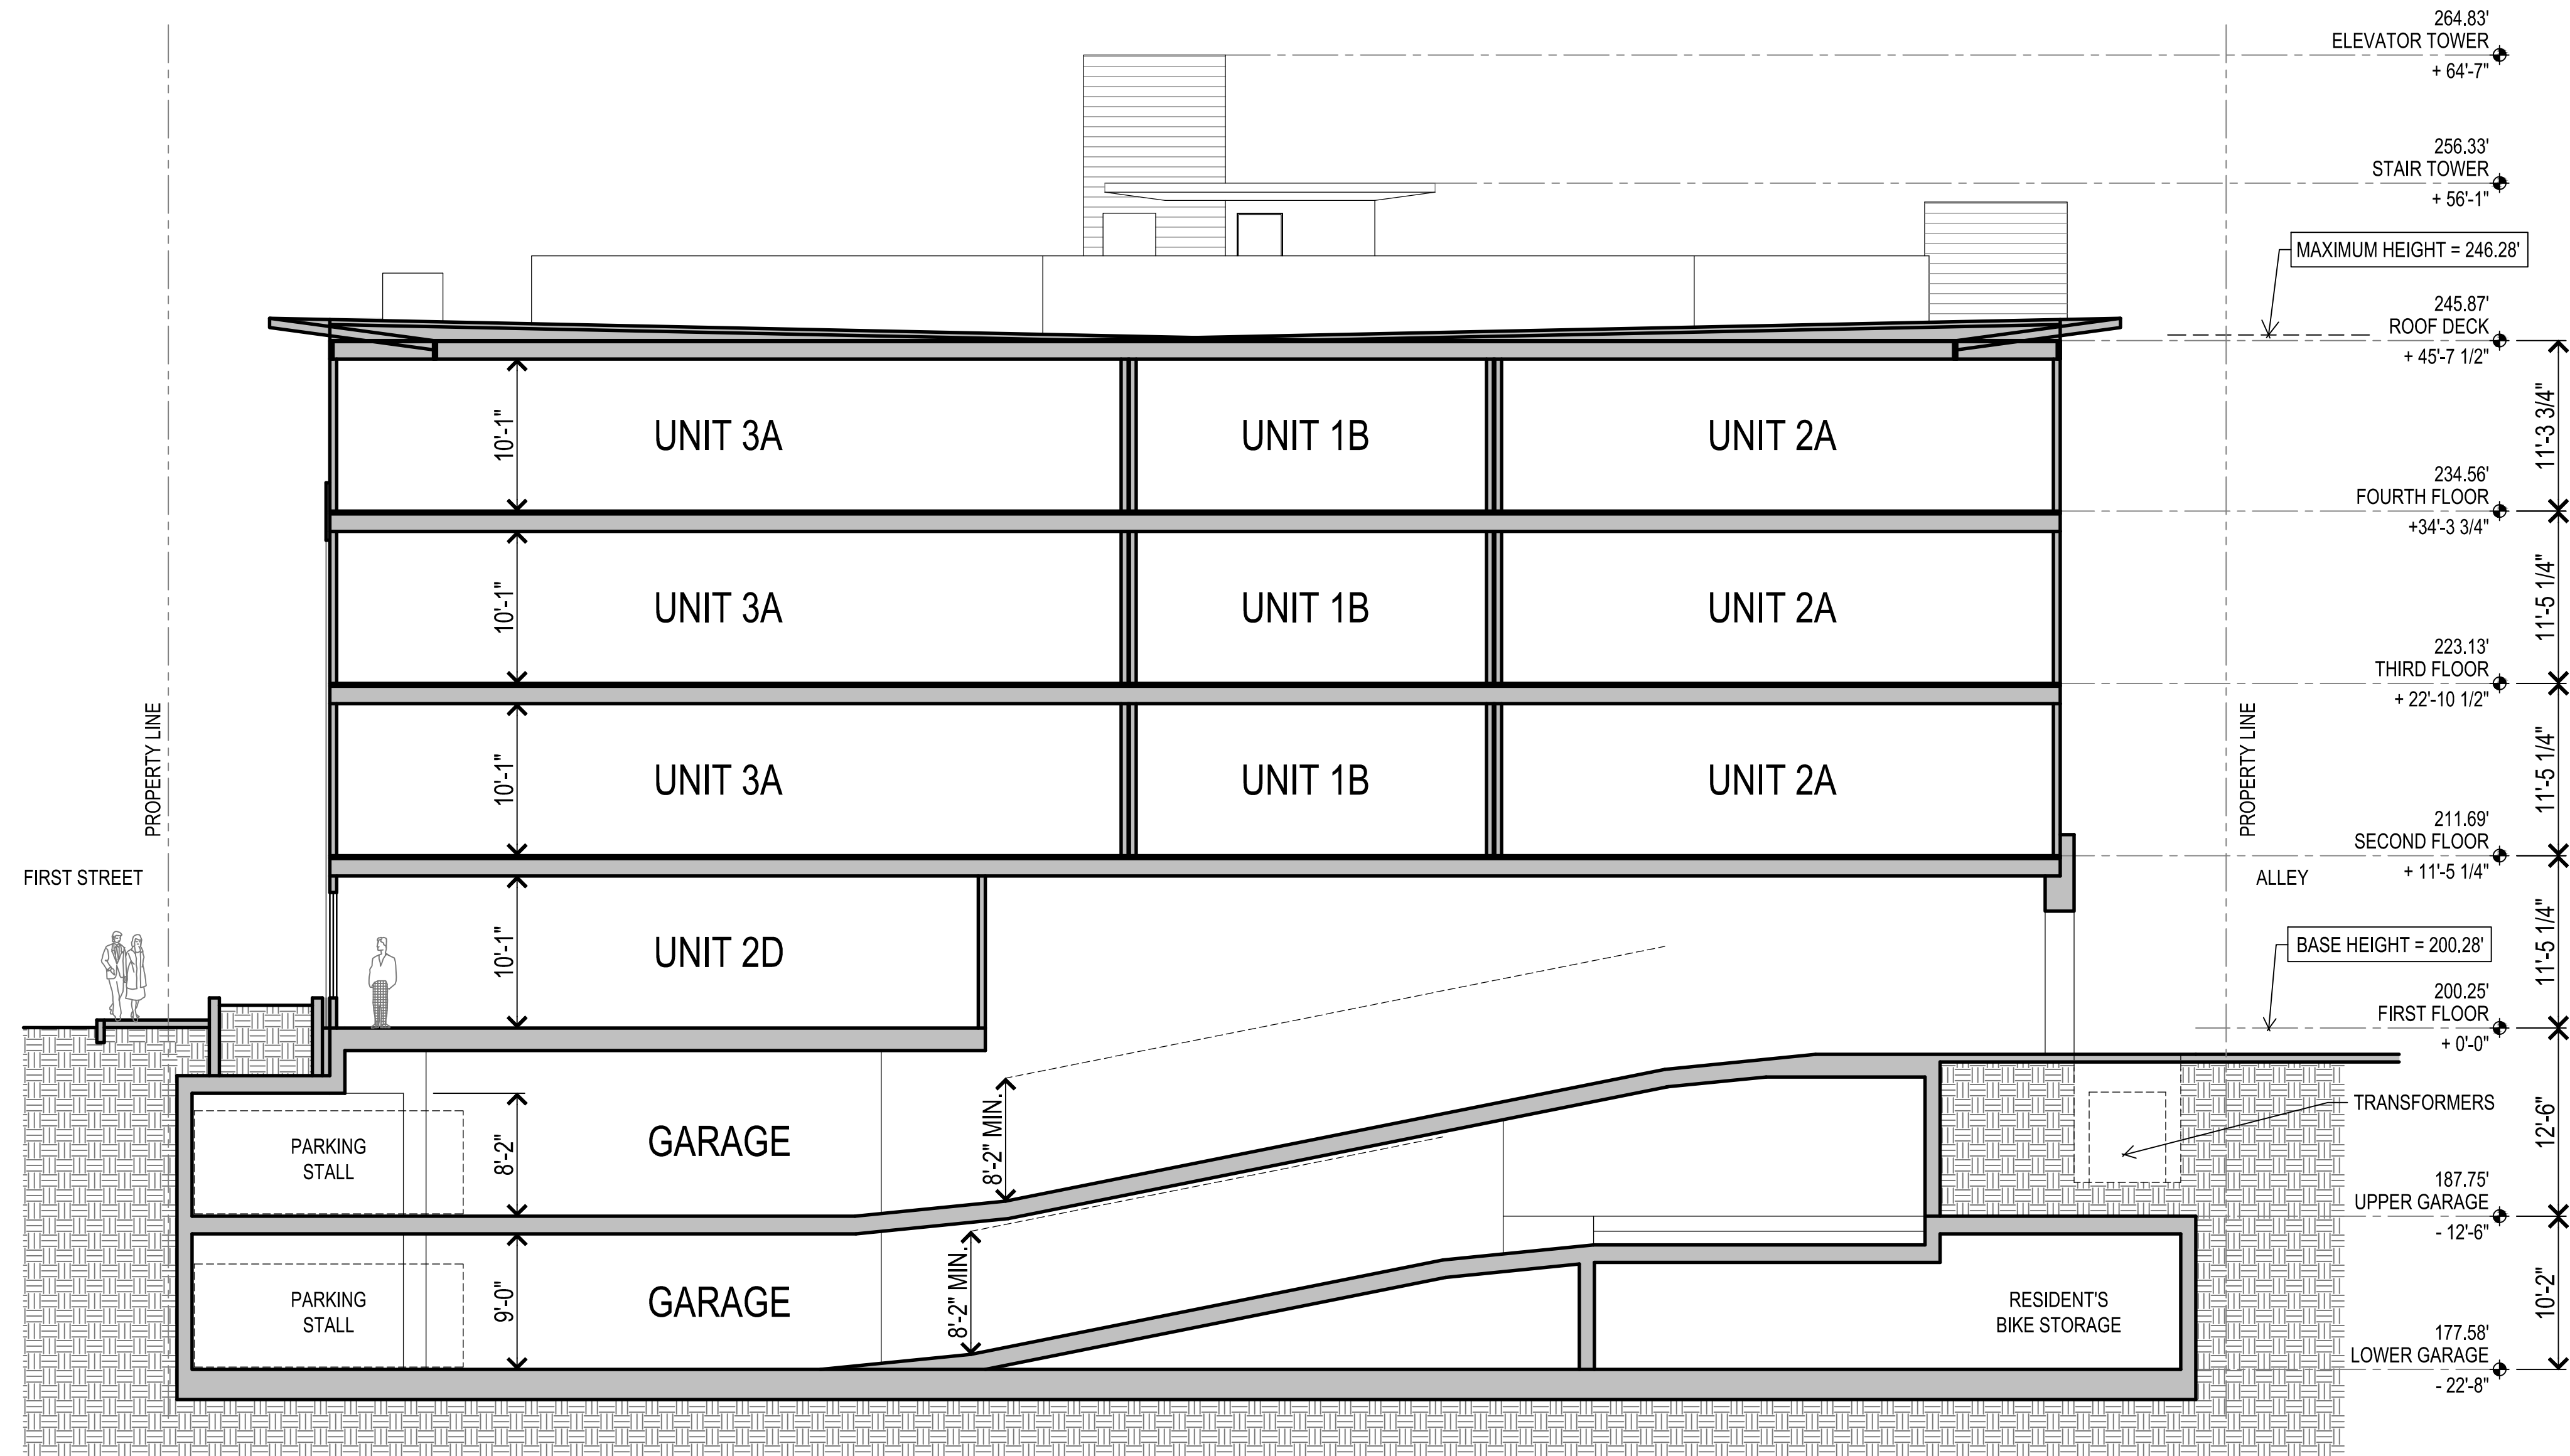 264.83'
ELEVATOR TOWER
+ 64'-7"
256.33'
STAIR TOWER
+ 56'-1"
MAXIMUM HEIGHT = 246.28'
245.87'
ROOF DECK
+ 45'-7 1/2"
11'-3 3/4"
10'-1"
UNIT 3A
UNIT 1B
UNIT 2A
234.56'
FOURTH FLOOR
+34'-3 3/4"
11'-5 1/4"
10'-1"
UNIT 3A
UNIT 1B
UNIT 2A
223.13'
THIRD FLOOR
+ 22'-10 1/2"
PROPERTY LINE
PROPERTY LINE
11'-5 1/4"
10'-1"
UNIT 3A
UNIT 1B
UNIT 2A
211.69'
SECOND FLOOR
+ 11'-5 1/4"
FIRST STREET
ALLEY
11'-5 1/4"
10'-1"
UNIT 2D
BASE HEIGHT = 200.28'
200.25'
FIRST FLOOR
+ 0'-0"
TRANSFORMERS
12'-6"
PARKING
STALL
8'-2"
GARAGE
8'-2" MIN.
187.75'
UPPER GARAGE
- 12'-6"
PARKING
STALL
9'-0"
GARAGE
8'-2" MIN.
RESIDENT'S
BIKE STORAGE
10'-2"
177.58'
LOWER GARAGE
- 22'-8"